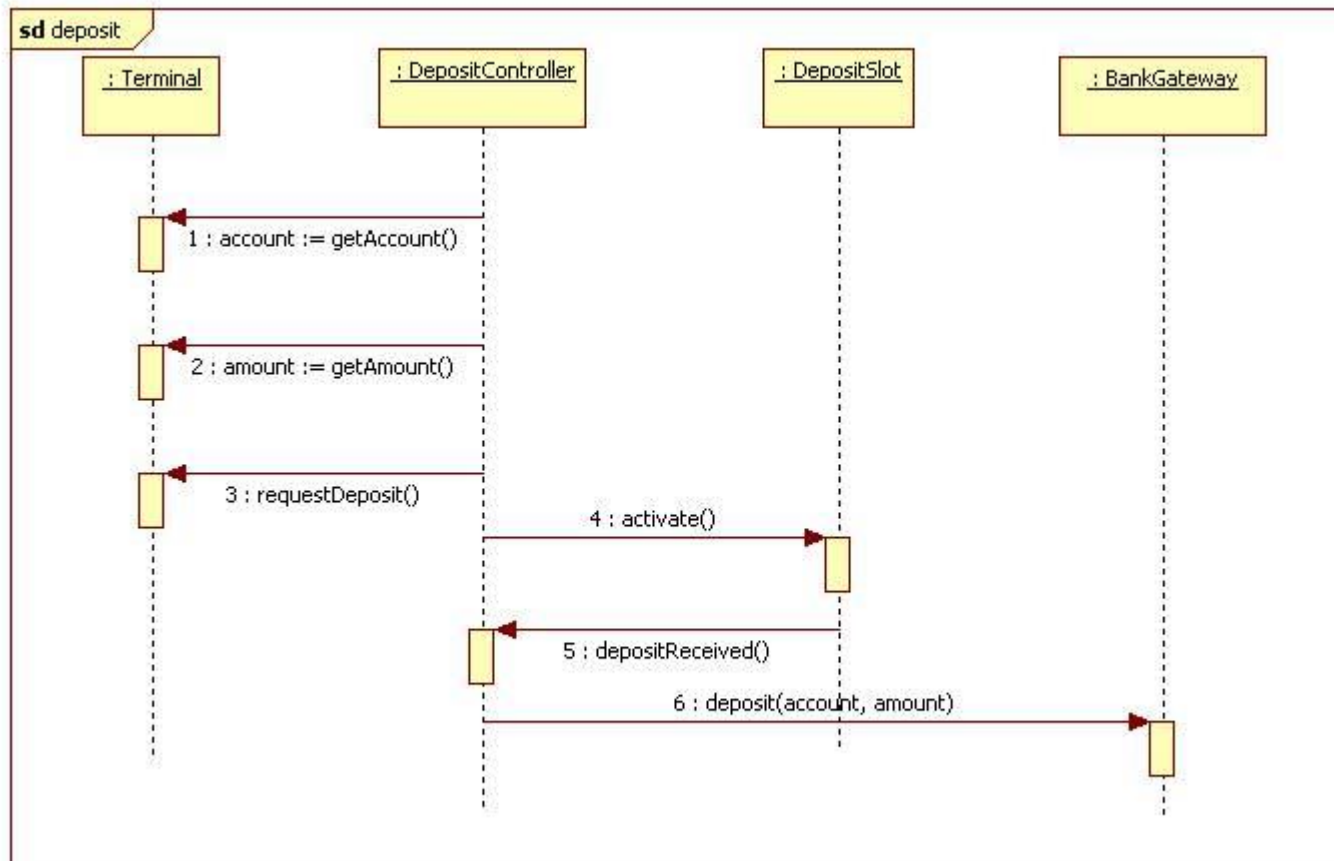 sd deposit
: Terminal
: DepositController
: DepositSlot
: BankGateway
1 : account := getAccount()
2 : amount := getAmount()
3 : requestDeposit()
4 : activate()
5 : depositReceived()
6 : deposit(account, amount)